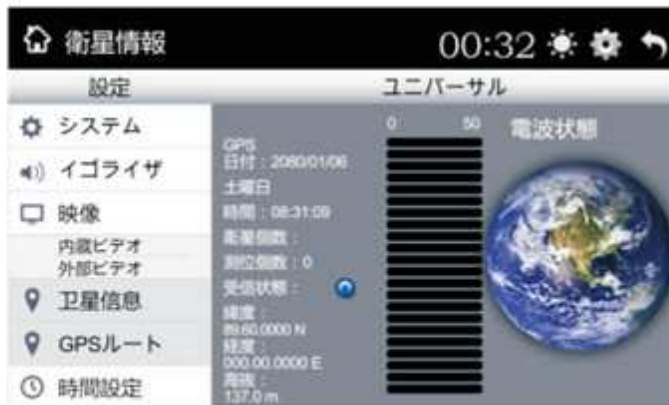 衛星情報
00:32
設定
ユニバーサル
システム
イゴライザ
映像
内蔵ビデオ
外部ビデオ
卫星信息
GPSルート
時間設定
GPS
日付：2080/01/06
土曜日
時間：08:31:09
衛星個数：
測位個数：0
受信状態：
緯度：
8960.0000 N
経度：
000.00.0000 E
海抜：
137.0 m
0 50
電波状態